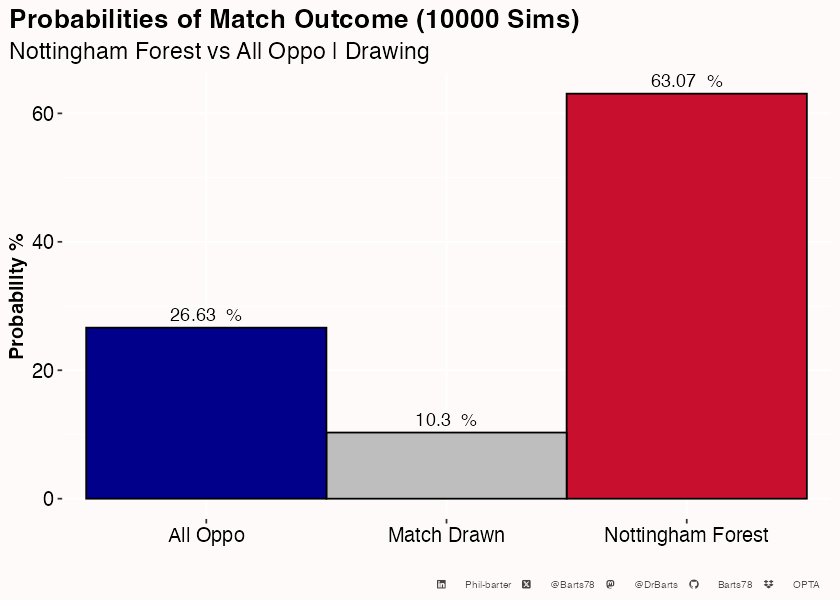 Probabilities of Match Outcome (10000 Sims)
Nottingham Forest vs All Oppo | Drawing
63.07 %
60
40
26.63 %
20
10.3 %
0
Probability %
All Oppo Match Drawn Nottingham Forest
Phil-barter @Barts78 @DrBarts Barts78 OPTA